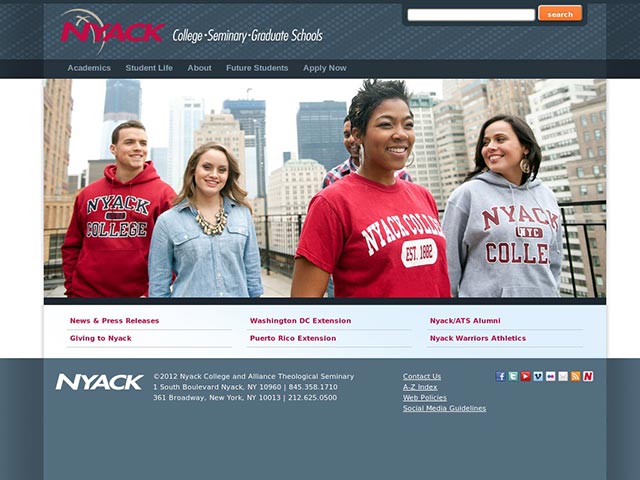 NYACK College•Seminary•Graduate Schools
search
Academics Student Life About Future Students Apply Now
NYACK
COLLEGE
NYACK COLLEGE
EST. 1882
NYACK
NYC
COLLE
News & Press Releases Washington DC Extension Nyack/ATS Alumni
Giving to Nyack Puerto Rico Extension Nyack Warriors Athletics
NYACK
©2012 Nyack College and Alliance Theological Seminary
1 South Boulevard Nyack, NY 10960 | 845.358.1710
361 Broadway, New York, NY 10013 | 212.625.0500
Contact Us
A-Z Index
Web Policies
Social Media Guidelines